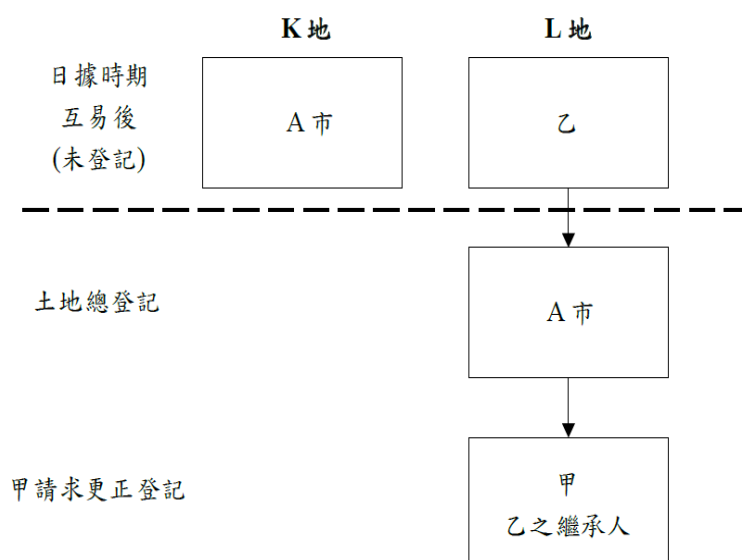 K地
L地
日據時期
互易後
(未登記)
A市
乙
土地總登記
A市
甲請求更正登記
甲
乙之繼承人